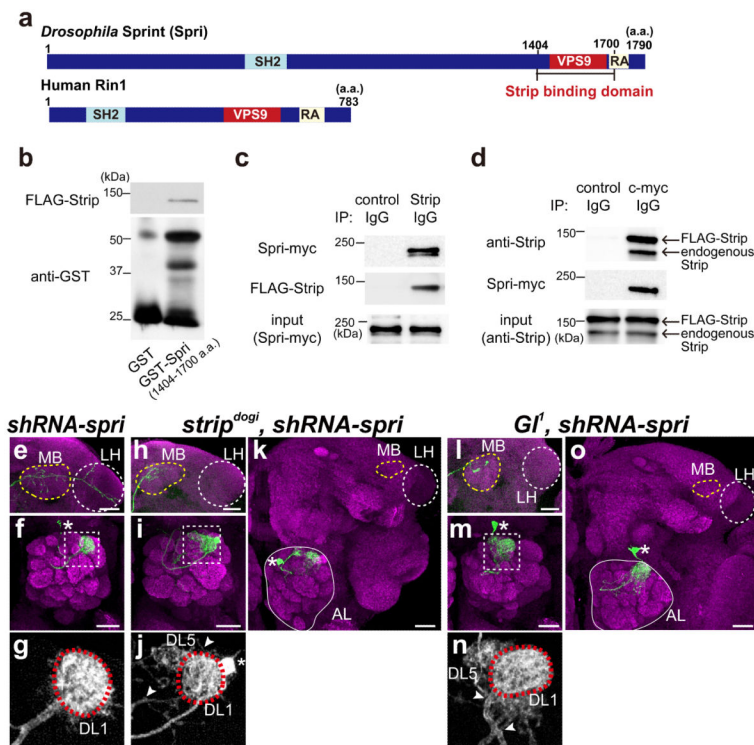 a
Drosophila Sprint (Spri)
(a.a.)
1 1404 1700 1790
SH2 VPS9 RA
Strip binding domain
Human Rin1
(a.a.)
1 783
SH2 VPS9 RA
b
(kDa)
FLAG-Strip
150
anti-GST
50
37
25
GST
GST-Spri
(1404-1700 a.a.)
c
IP: control IgG Strip IgG
Spri-myc
250
FLAG-Strip
150
input (Spri-myc)
250
(kDa)
d
IP: control IgG c-myc IgG
anti-Strip
150
FLAG-Strip
endogenous Strip
Spri-myc
250
input (anti-Strip)
150
(kDa)
FLAG-Strip
endogenous Strip
shRNA-spri
strip^dogi, shRNA-spri
Gl^1, shRNA-spri
e MB LH
h MB LH
k MB LH
* AL
l MB
LH
o MB LH
* AL
f *
i
m *
g DL1
j DL5 * DL1
n DL5 DL1